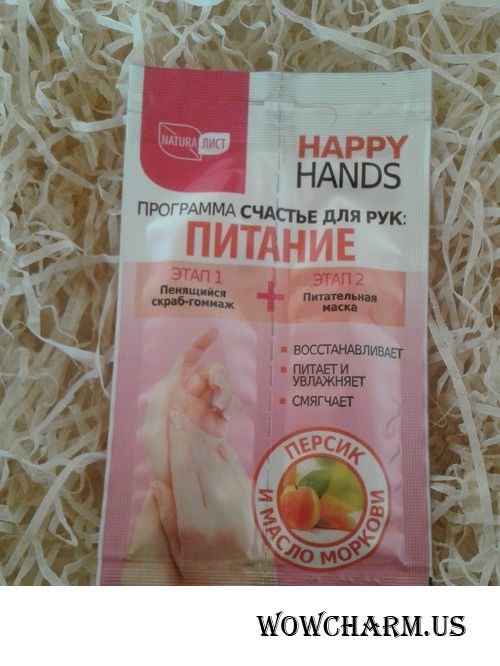 NATURA ЛИСТ
HAPPY
HANDS
ПРОГРАММА СЧАСТЬЕ ДЛЯ РУК:
ПИТАНИЕ
ЭТАП 1
Пенящийся
скраб-гоммаж
+
ЭТАП 2
Питательная
маска
ВОССТАНАВЛИВАЕТ
ПИТАЕТ И
УВЛАЖНЯЕТ
СМЯГЧАЕТ
ПЕРСИК
И МАСЛО МОРКОВИ
WOWCHARM.US